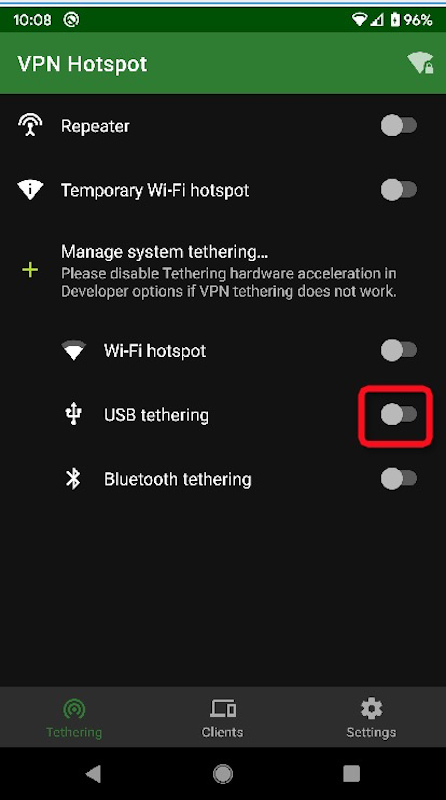 10:08 96%
VPN Hotspot
Repeater
Temporary Wi-Fi hotspot
Manage system tethering...
Please disable Tethering hardware acceleration in
Developer options if VPN tethering does not work.
Wi-Fi hotspot
USB tethering
Bluetooth tethering
Tethering Clients Settings